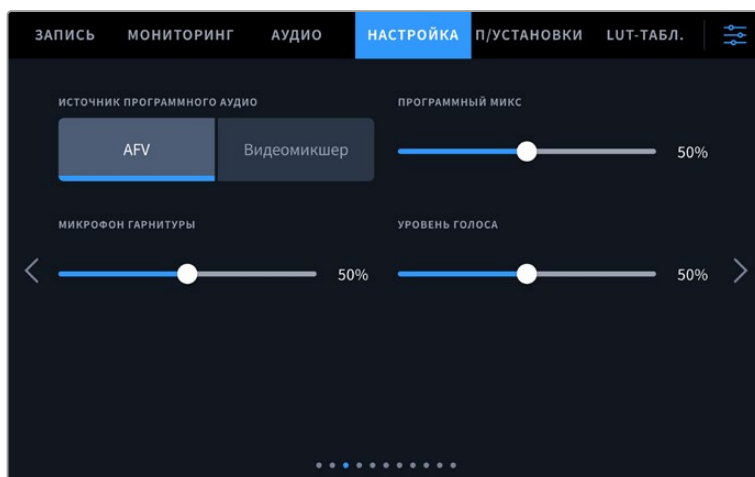 ЗАПИСЬ МОНИТОРИНГ АУДИО НАСТРОЙКА П/УСТАНОВКИ LUT-ТАБЛ.
ИСТОЧНИК ПРОГРАММНОГО АУДИО ПРОГРАММНЫЙ МИКС
AFV Видеомикшер 50%
МИКРОФОН ГАРНИТУРЫ УРОВЕНЬ ГОЛОСА
50% 50%